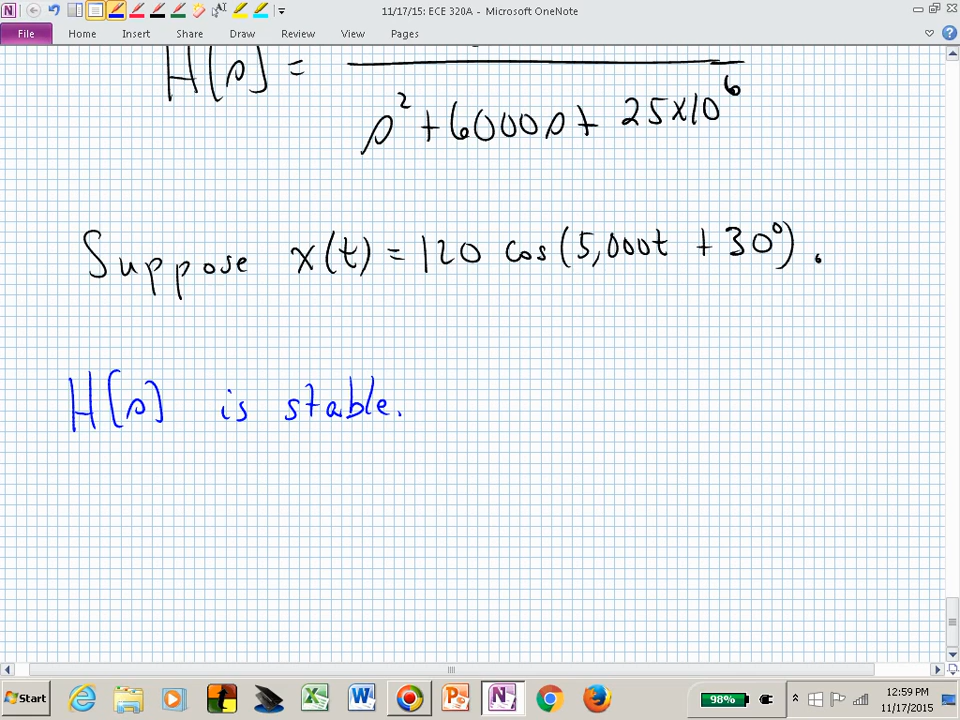 11/17/15: ECE 320A - Microsoft OneNote
File Home Insert Share Draw Review View Pages
H(s) =
s² + 6000s + 25x10⁶
Suppose x(t) = 120 cos(5,000t + 30°).
H(s) is stable.
Start
98%
12:59 PM
11/17/2015